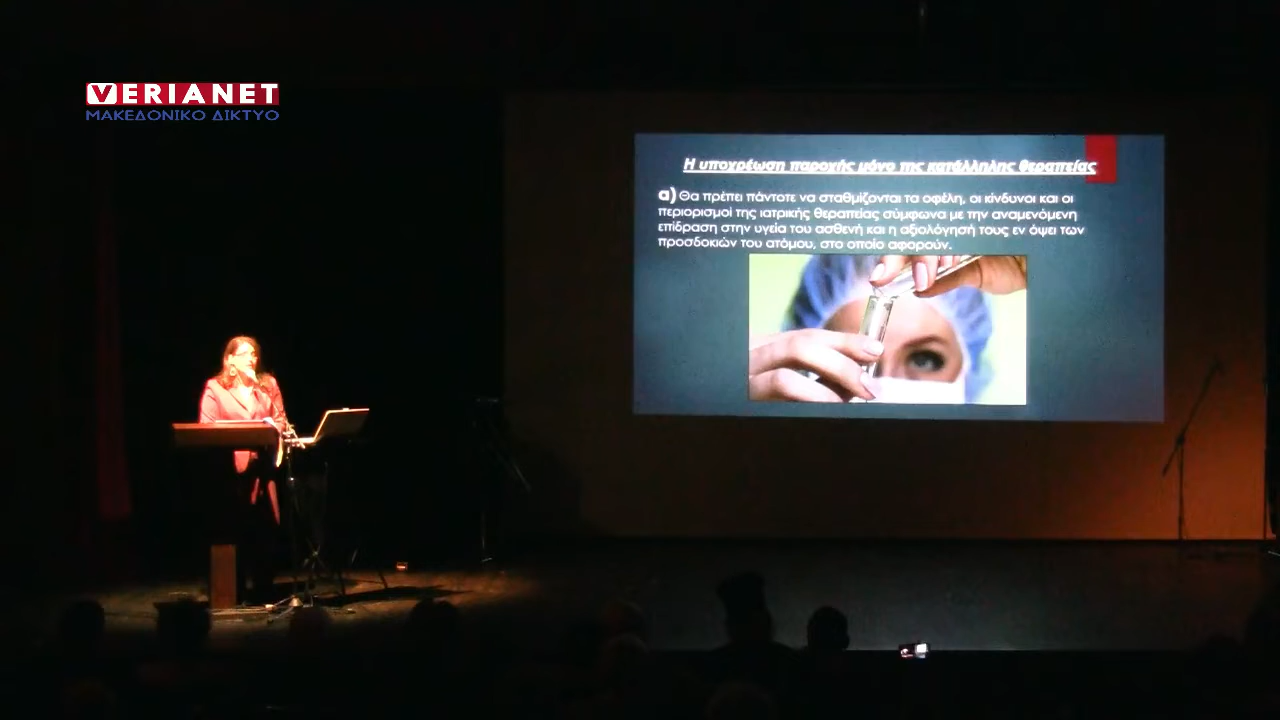 VERIANET
ΜΑΚΕΔΟΝΙΚΟ ΔΙΚΤΥΟ
Η υποχρέωση παροχής μόνο της κατάλληλης θεραπείας
α) Θα πρέπει πάντοτε να σταθμίζονται τα οφέλη, οι κίνδυνοι και οι
περιορισμοί της ιατρικής θεραπείας σύμφωνα με την αναμενόμενη
επίδραση στην υγεία του ασθενή και η αξιολόγησή τους εν όψει των
προσδοκιών του ατόμου, στο οποίο αφορούν.